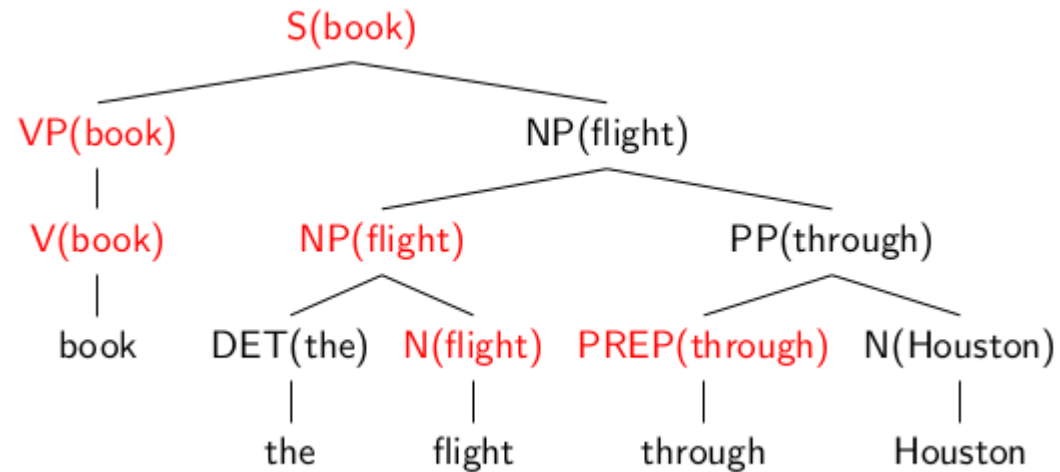 S(book)
VP(book) NP(flight)
V(book) NP(flight) PP(through)
book DET(the) N(flight) PREP(through) N(Houston)
the flight through Houston